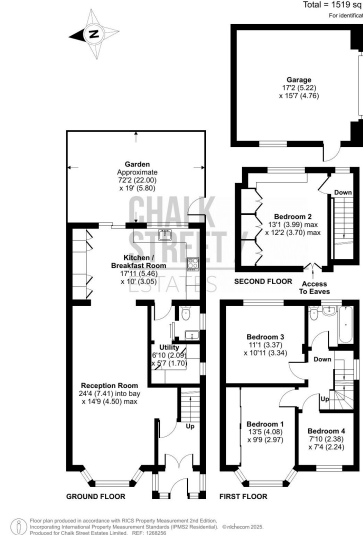 Total = 1519 sq
For identificat
N
Garage
17'2 (5.22)
x 15'7 (4.76)
Garden
Approximate
72'2 (22.00)
x 19' (5.80)
CHALK
STREET
ESTATES
Kitchen /
Breakfast Room
17'11 (5.46)
x 10' (3.05)
Utility
6'10 (2.09)
x 5'7 (1.70)
Reception Room
24'4 (7.41) into bay
x 14'9 (4.50) max
Up
GROUND FLOOR
Bedroom 2
13'1 (3.99) max
x 12'2 (3.70) max
Down
SECOND FLOOR
Access
To Eaves
Bedroom 3
11'1 (3.37)
x 10'11 (3.34)
Down
Up
Bedroom 1
13'5 (4.08)
x 9'9 (2.97)
Bedroom 4
7'10 (2.38)
x 7'4 (2.24)
FIRST FLOOR
Floor plan produced in accordance with RICS Property Measurement 2nd Edition,
Incorporating International Property Measurement Standards (IPMS2 Residential). ©nichecom 2025.
Produced for Chalk Street Estates Limited. REF: 1268256